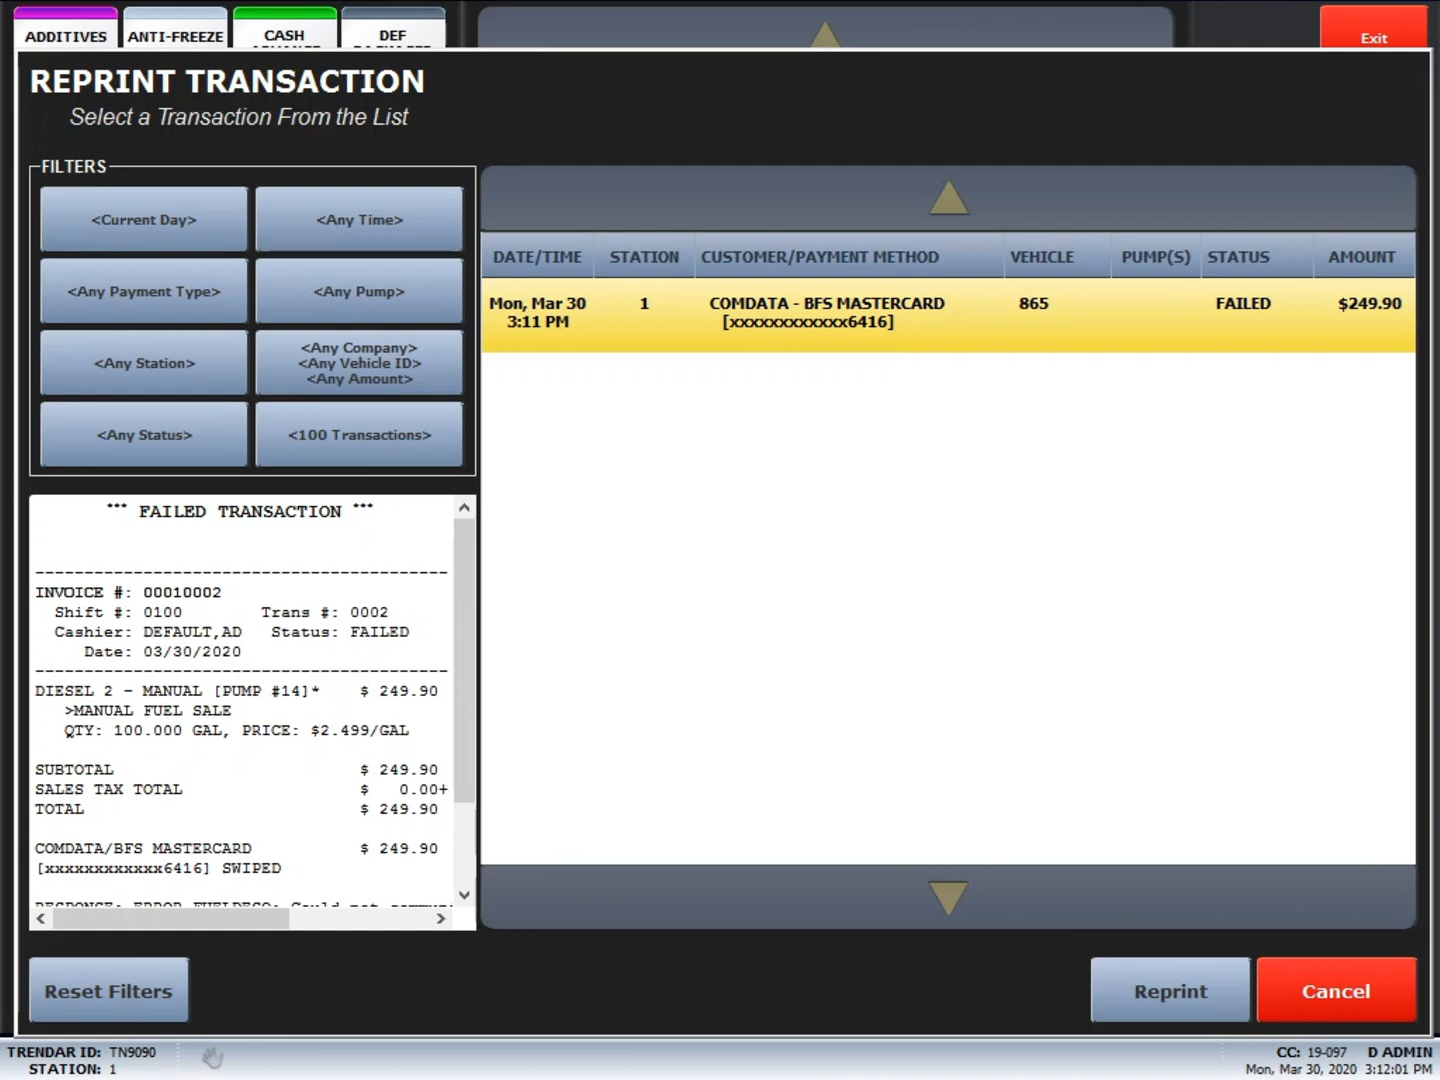 ADDITIVES
ANTI-FREEZE
CASH
DEF
Exit
REPRINT TRANSACTION
Select a Transaction From the List
FILTERS
<Current Day>
<Any Time>
<Any Payment Type>
<Any Pump>
<Any Station>
<Any Company>
<Any Vehicle ID>
<Any Amount>
<Any Status>
<100 Transactions>
DATE/TIME STATION CUSTOMER/PAYMENT METHOD VEHICLE PUMP(S) STATUS AMOUNT
Mon, Mar 30 1 COMDATA - BFS MASTERCARD 865 FAILED $249.90
3:11 PM [xxxxxxxxxxxx6416]
*** FAILED TRANSACTION ***
------------------------------------------
INVOICE #: 00010002
Shift #: 0100 Trans #: 0002
Cashier: DEFAULT,AD Status: FAILED
Date: 03/30/2020
------------------------------------------
DIESEL 2 - MANUAL [PUMP #14]* $ 249.90
>MANUAL FUEL SALE
QTY: 100.000 GAL, PRICE: $2.499/GAL
SUBTOTAL $ 249.90
SALES TAX TOTAL $ 0.00+
TOTAL $ 249.90
COMDATA/BFS MASTERCARD $ 249.90
[xxxxxxxxxxxx6416] SWIPED
RESPONSE: ERROR FUELDESQ: Could not
Reset Filters
Reprint
Cancel
TRENDAR ID: TN9090
STATION: 1
CC: 19-097 D ADMIN
Mon, Mar 30, 2020 3:12:01 PM